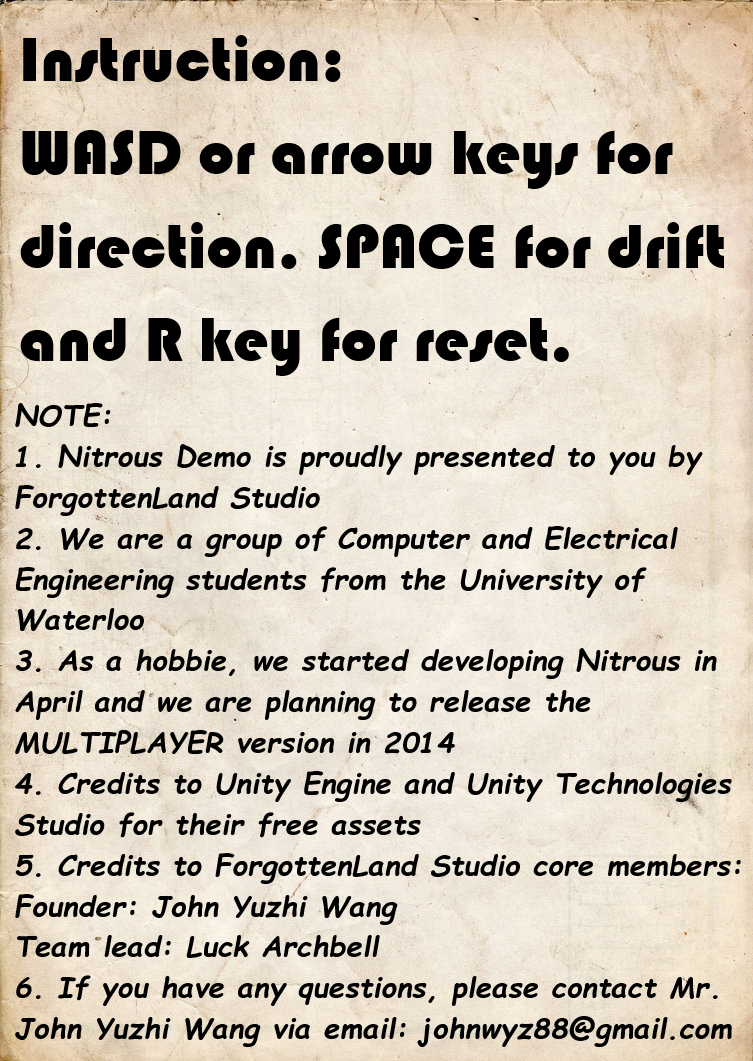 Instruction:
WASD or arrow keys for
direction. SPACE for drift
and R key for reset.
NOTE:
1. Nitrous Demo is proudly presented to you by
ForgottenLand Studio
2. We are a group of Computer and Electrical
Engineering students from the University of
Waterloo
3. As a hobbie, we started developing Nitrous in
April and we are planning to release the
MULTIPLAYER version in 2014
4. Credits to Unity Engine and Unity Technologies
Studio for their free assets
5. Credits to ForgottenLand Studio core members:
Founder: John Yuzhi Wang
Team lead: Luck Archbell
6. If you have any questions, please contact Mr.
John Yuzhi Wang via email: johnwyz88@gmail.com